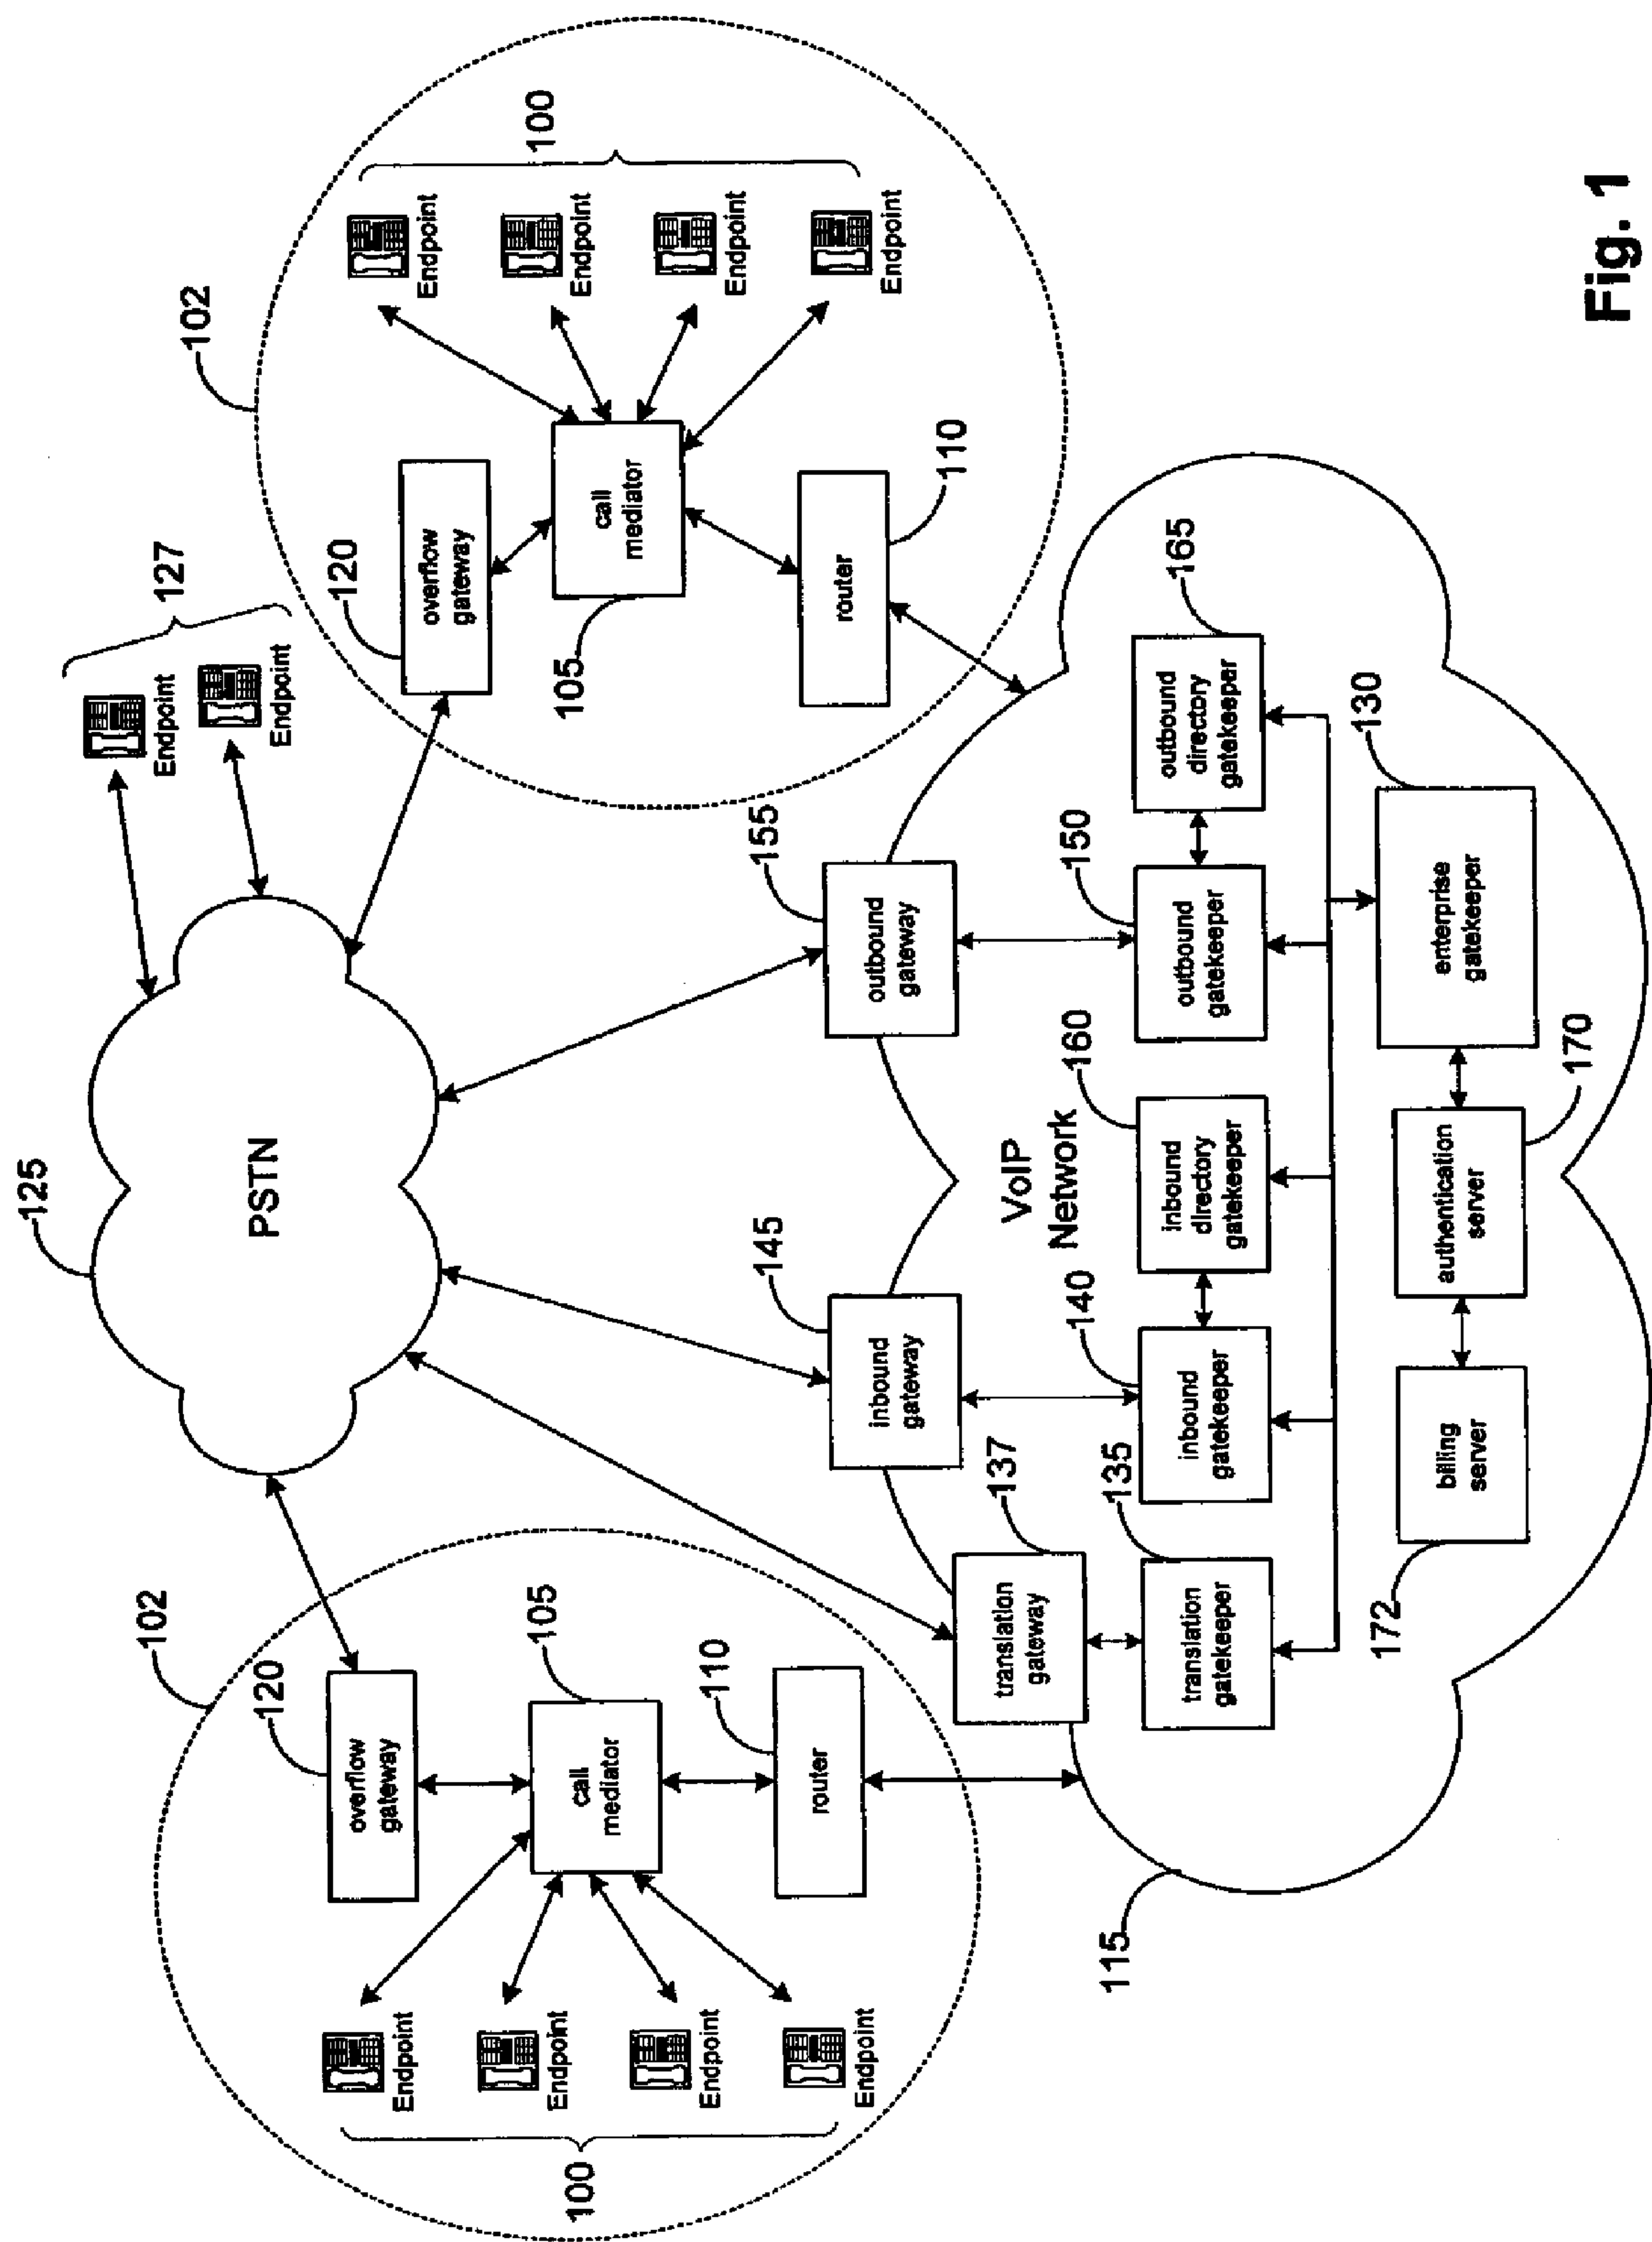 125
PSTN
127
Endpoint
Endpoint
102
120
overflow
gateway
105
call
mediator
110
router
Endpoint
Endpoint
Endpoint
Endpoint
100
102
120
overflow
gateway
105
call
mediator
110
router
Endpoint
Endpoint
Endpoint
Endpoint
100
145
inbound
gateway
155
outbound
gateway
137
translation
gateway
VoIP
Network
115
135
translation
gatekeeper
140
inbound
gatekeeper
160
inbound
directory
gatekeeper
150
outbound
gatekeeper
165
outbound
directory
gatekeeper
172
billing
server
authentication
server
170
enterprise
gatekeeper
130
Fig. 1